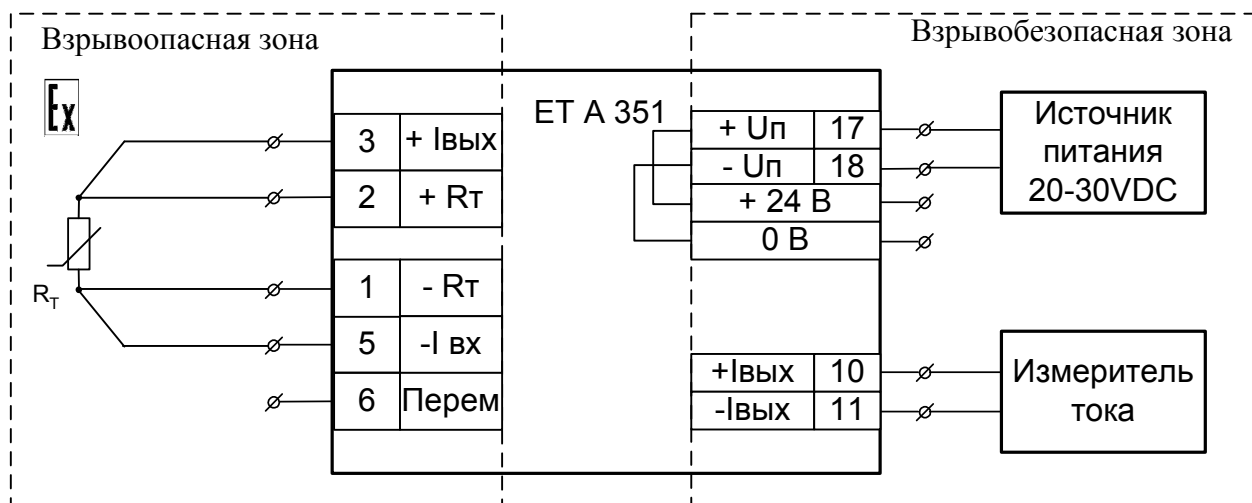 Взрывоопасная зона
Взрывобезопасная зона
Ex
ET A 351
3 + Iвых
2 + Rт
1 - Rт
5 -I вх
6 Перем
RT
+ Uп 17
- Uп 18
+ 24 В
0 В
+Iвых 10
-Iвых 11
Источник
питания
20-30VDC
Измеритель
тока